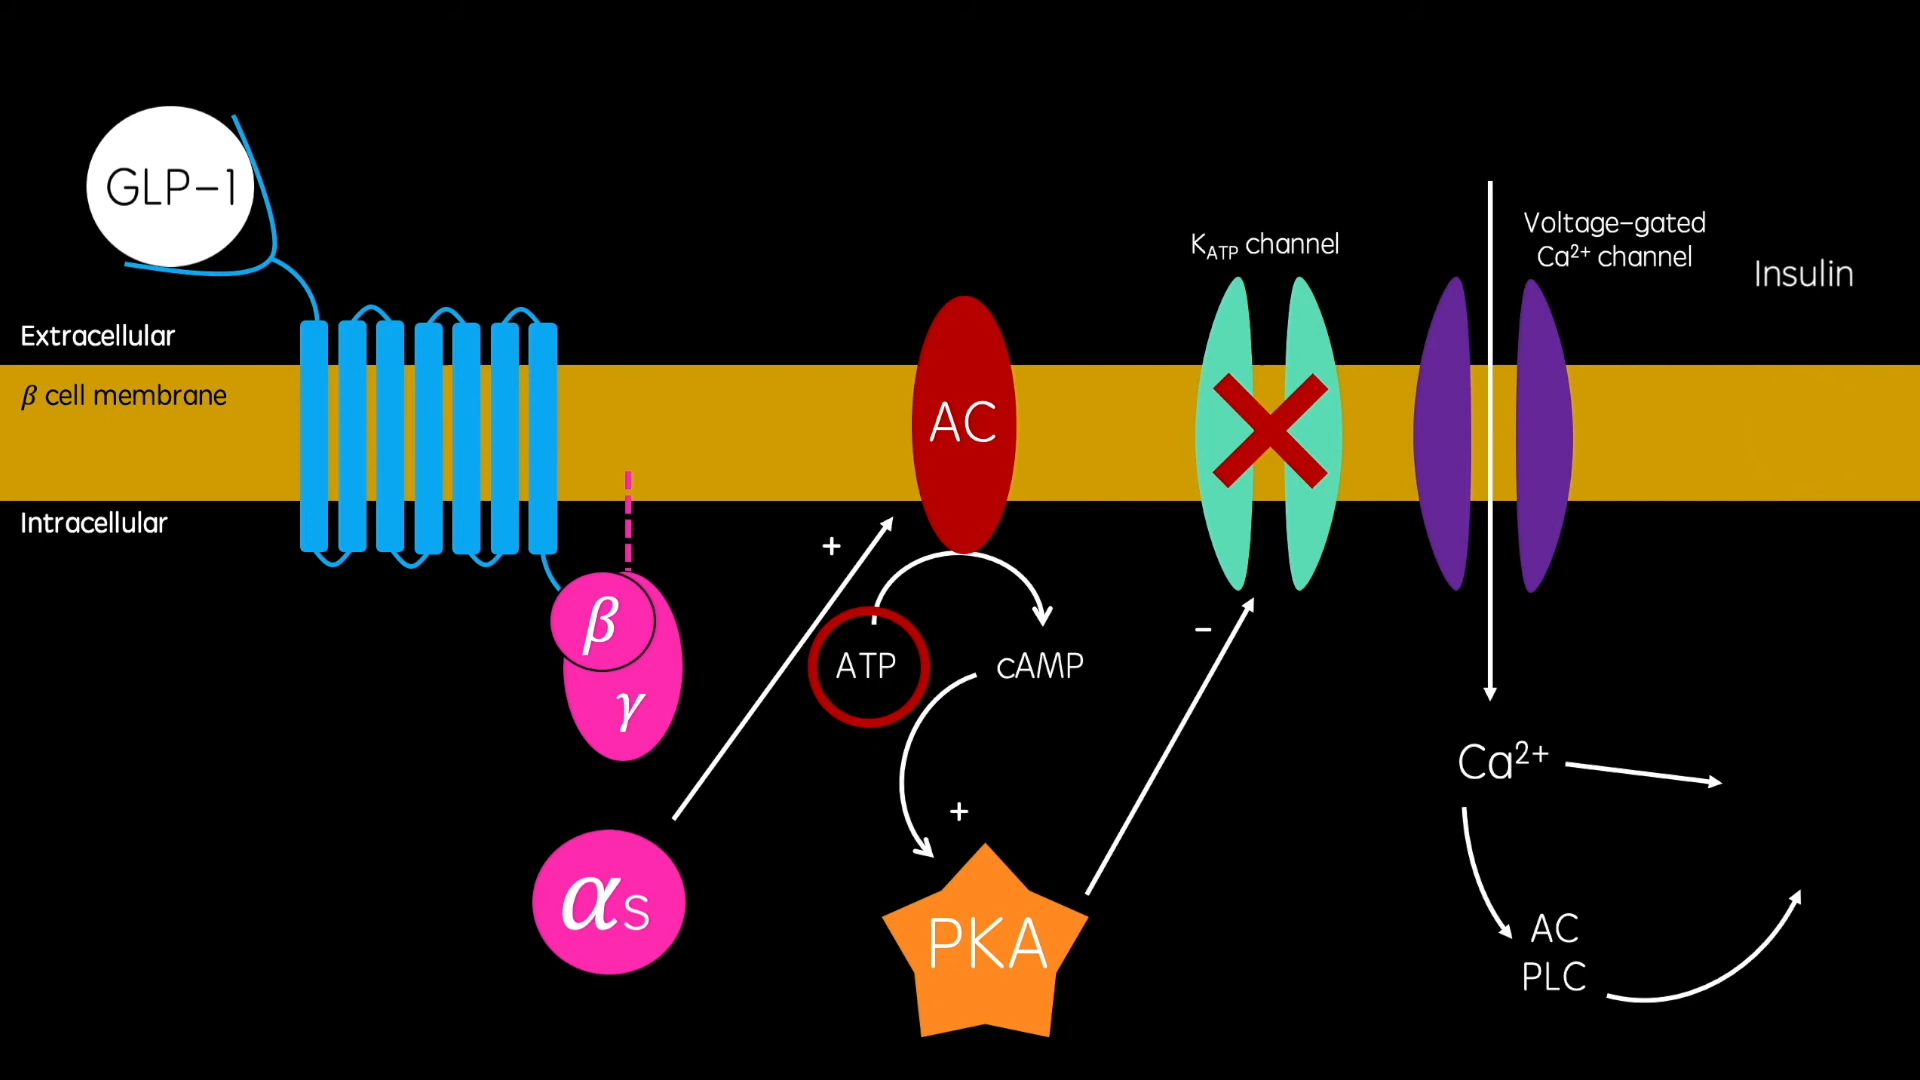 GLP-1
Extracellular
β cell membrane
Intracellular
β
γ
αs
+
AC
ATP
cAMP
+
PKA
K_ATP channel
-
Voltage-gated
Ca²⁺ channel
Insulin
Ca²⁺
AC
PLC